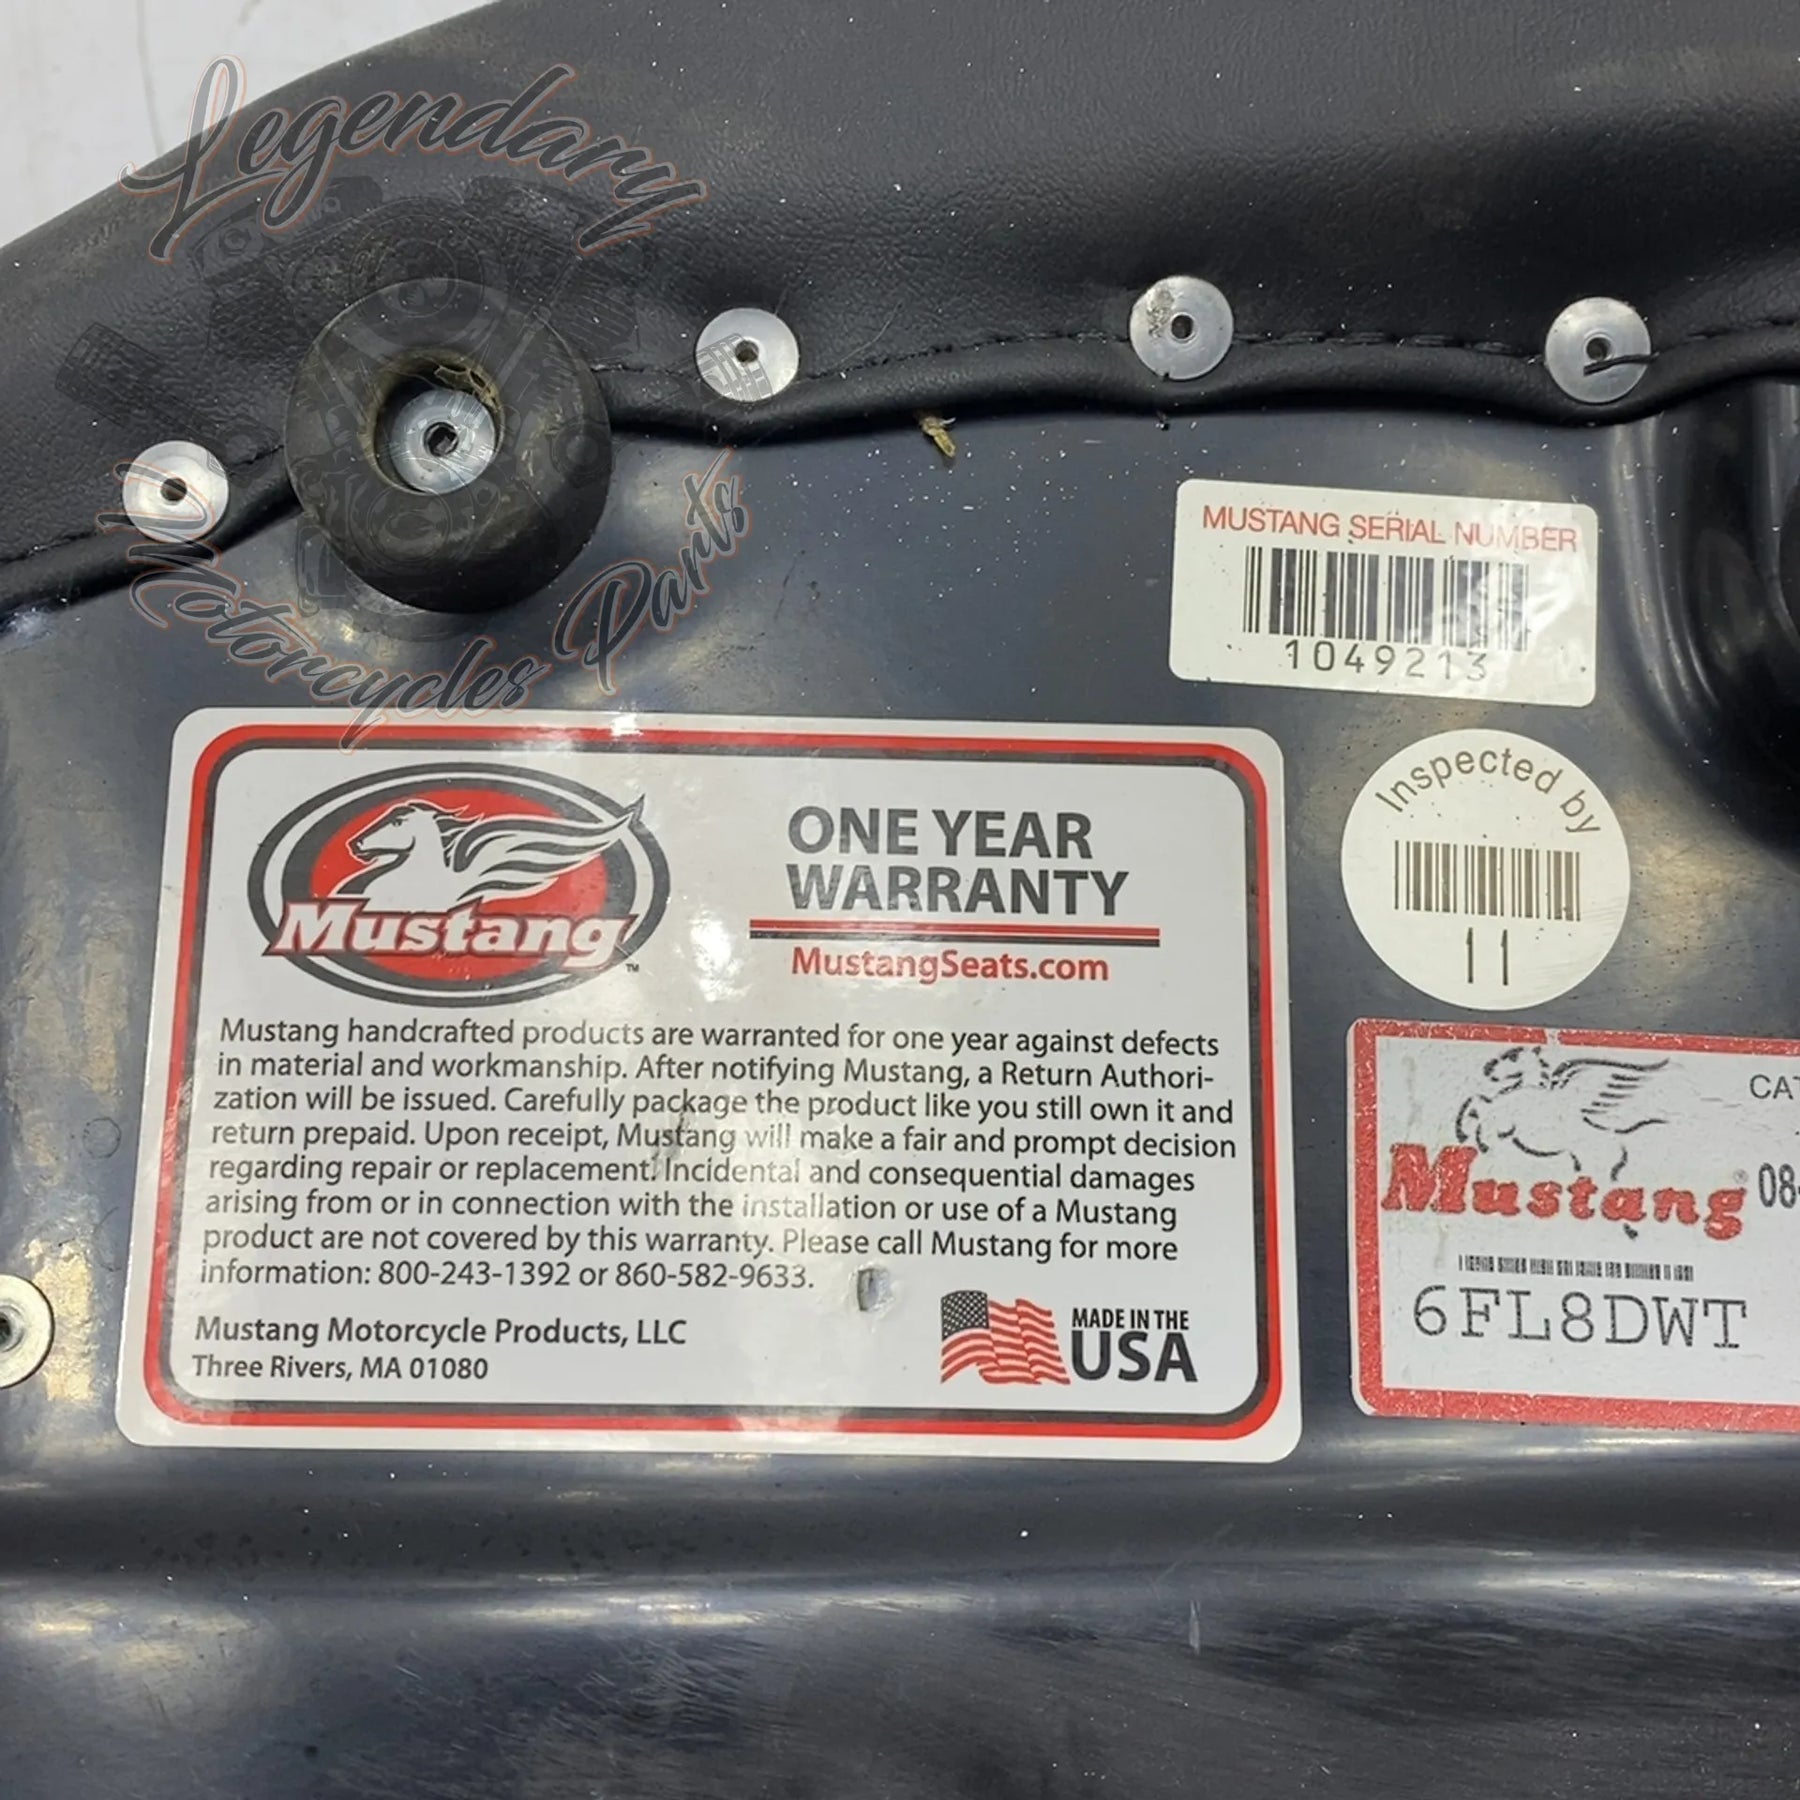 Legendary
Motorcycles Parts
MUSTANG SERIAL NUMBER
1049213
Inspected by
11
Mustang™
ONE YEAR
WARRANTY
MustangSeats.com
Mustang handcrafted products are warranted for one year against defects
in material and workmanship. After notifying Mustang, a Return Authori-
zation will be issued. Carefully package the product like you still own it and
return prepaid. Upon receipt, Mustang will make a fair and prompt decision
regarding repair or replacement. Incidental and consequential damages
arising from or in connection with the installation or use of a Mustang
product are not covered by this warranty. Please call Mustang for more
information: 800-243-1392 or 860-582-9633.
Mustang Motorcycle Products, LLC
Three Rivers, MA 01080
MADE IN THE
USA
CAT
Mustang® 08-
6FL8DWT